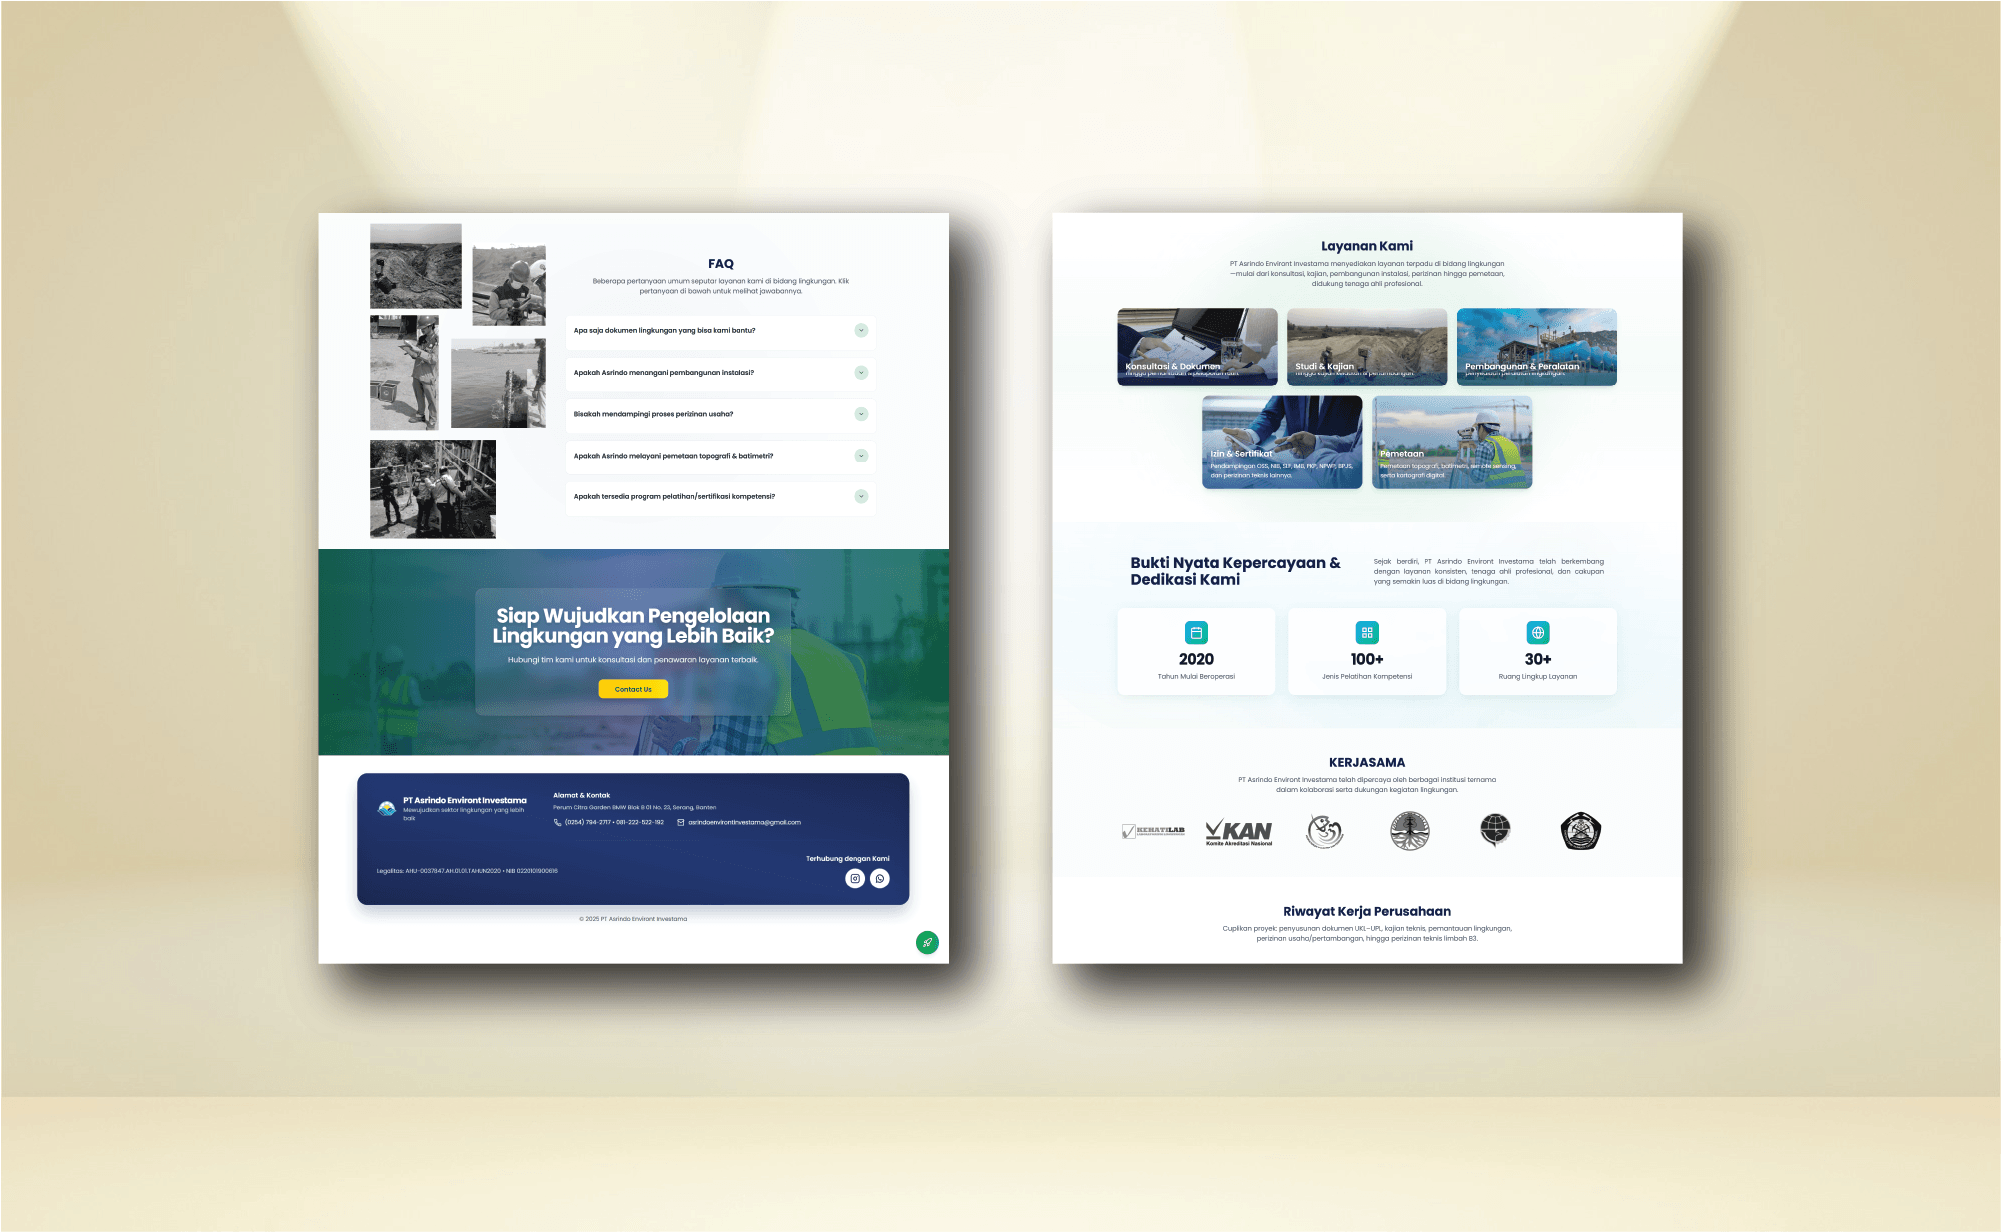 FAQ
Beberapa pertanyaan umum seputar layanan kami di bidang lingkungan. Klik
pertanyaan di bawah untuk melihat jawabannya.
Apa saja dokumen lingkungan yang bisa kami bantu?
Apakah Asrindo menangani pembangunan instalasi?
Bisakah mendampingi proses perizinan usaha?
Apakah Asrindo melayani pemetaan topografi & batimetri?
Apakah tersedia program pelatihan/sertifikasi kompetensi?
Siap Wujudkan Pengelolaan
Lingkungan yang Lebih Baik?
Hubungi tim kami untuk konsultasi dan penawaran layanan terbaik.
Contact Us
PT Asrindo Environt Investama
Mewujudkan sektor lingkungan yang lebih
baik
Alamat & Kontak
Perum Citra Garden BMW Blok B 01 No. 23, Serang, Banten
(0254) 794-2717 • 081-222-522-192
asrindoenvirontinvestama@gmail.com
Terhubung dengan Kami
Legalitas: AHU-0037847.AH.01.01.TAHUN2020 • NIB 0220101900616
© 2025 PT Asrindo Environt Investama
Layanan Kami
PT Asrindo Environt Investama menyediakan layanan terpadu di bidang lingkungan
—mulai dari konsultasi, kajian, pembangunan instalasi, perizinan hingga pemetaan,
didukung tenaga ahli profesional.
Konsultasi & Dokumen
Studi & Kajian
Pembangunan & Peralatan
Izin & Sertifikat
Pendampingan OSS, NIB, SLF, IMB, PKP, NPWP, BPJS,
dan perizinan teknis lainnya.
Pemetaan
Pemetaan topografi, batimetri, remote sensing,
serta kartografi digital.
Bukti Nyata Kepercayaan &
Dedikasi Kami
Sejak berdiri, PT Asrindo Environt Investama telah berkembang
dengan layanan konsisten, tenaga ahli profesional, dan cakupan
yang semakin luas di bidang lingkungan.
2020
Tahun Mulai Beroperasi
100+
Jenis Pelatihan Kompetensi
30+
Ruang Lingkup Layanan
KERJASAMA
PT Asrindo Environt Investama telah dipercaya oleh berbagai institusi ternama
dalam kolaborasi serta dukungan kegiatan lingkungan.
KEHATILAB
KAN
Komite Akreditasi Nasional
Riwayat Kerja Perusahaan
Cuplikan proyek penyusunan dokumen UKL–UPL, kajian teknis, pemantauan lingkungan,
perizinan usaha/pertambangan, hingga perizinan teknis limbah B3.